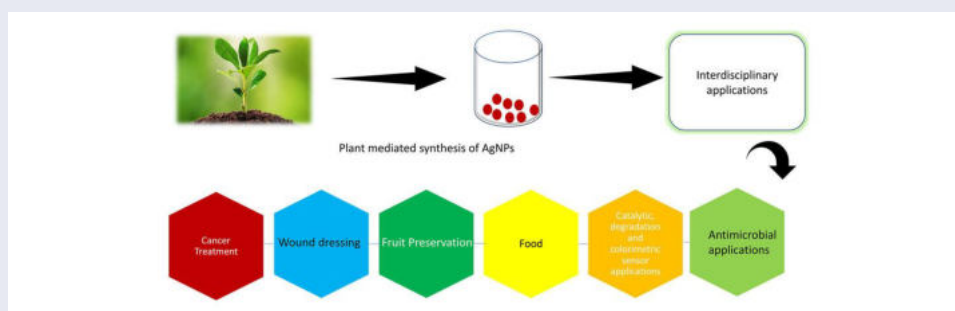 Interdisciplinary
applications
Plant mediated synthesis of AgNPs
Cancer
Treatment
Wound dressing
Fruit Preservation
Food
Catalytic,
degradation
and
colorimetric
sensor
applications
Antimicrobial
applications